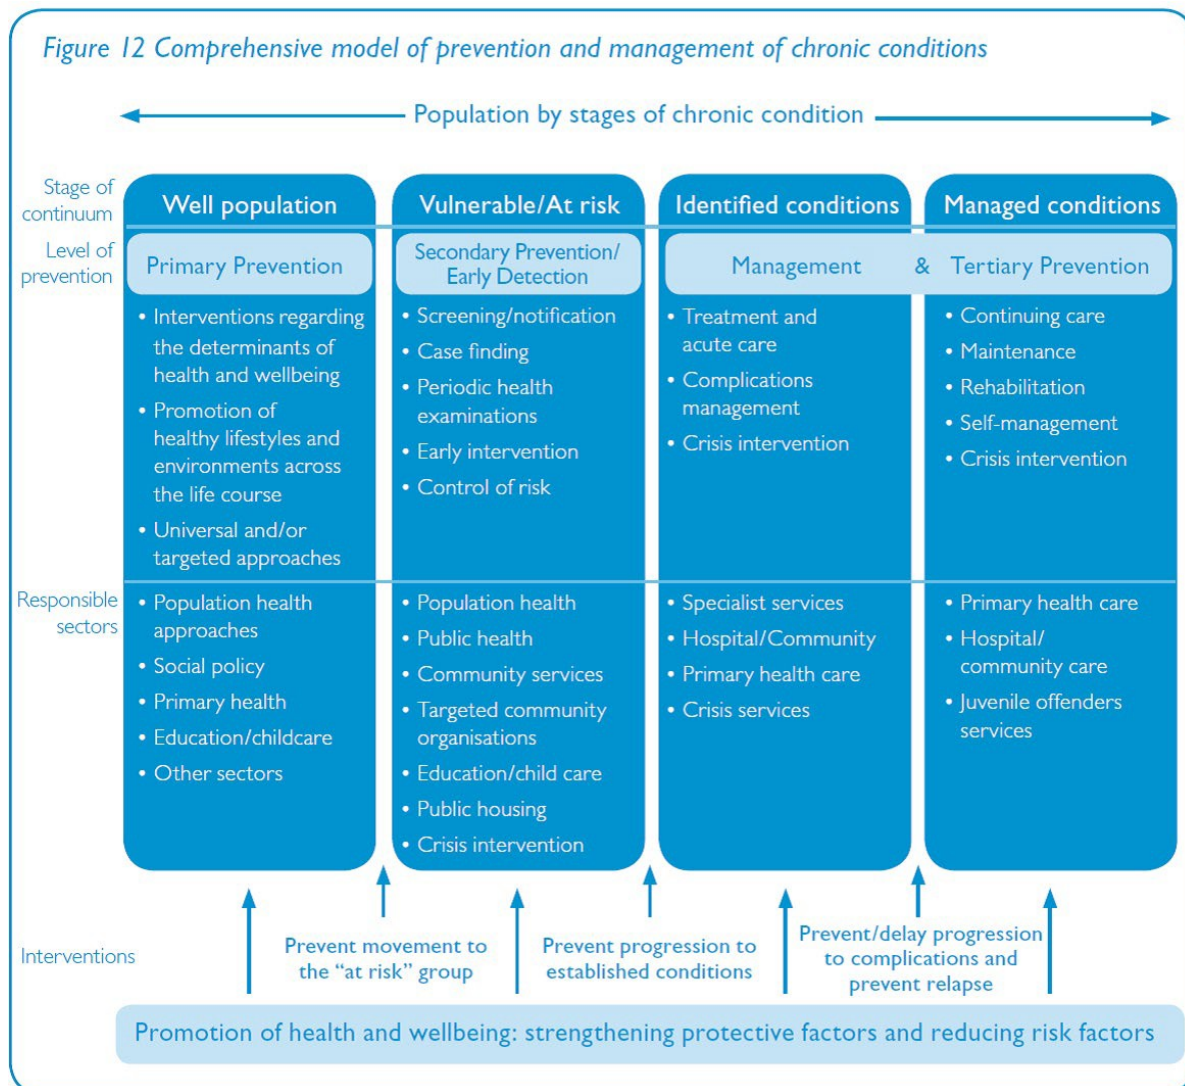 Figure 12 Comprehensive model of prevention and management of chronic conditions
Population by stages of chronic condition
Stage of
continuum
Well population
Vulnerable/At risk
Identified conditions
Managed conditions
Level of
prevention
Primary Prevention
Secondary Prevention/
Early Detection
Management & Tertiary Prevention
• Interventions regarding
the determinants of
health and wellbeing
• Promotion of
healthy lifestyles and
environments across
the life course
• Universal and/or
targeted approaches
• Screening/notification
• Case finding
• Periodic health
examinations
• Early intervention
• Control of risk
• Treatment and
acute care
• Complications
management
• Crisis intervention
• Continuing care
• Maintenance
• Rehabilitation
• Self-management
• Crisis intervention
Responsible
sectors
• Population health
approaches
• Social policy
• Primary health
• Education/childcare
• Other sectors
• Population health
• Public health
• Community services
• Targeted community
organisations
• Education/child care
• Public housing
• Crisis intervention
• Specialist services
• Hospital/Community
• Primary health care
• Crisis services
• Primary health care
• Hospital/
community care
• Juvenile offenders
services
Interventions
Prevent movement to
the “at risk” group
Prevent progression to
established conditions
Prevent/delay progression
to complications and
prevent relapse
Promotion of health and wellbeing: strengthening protective factors and reducing risk factors